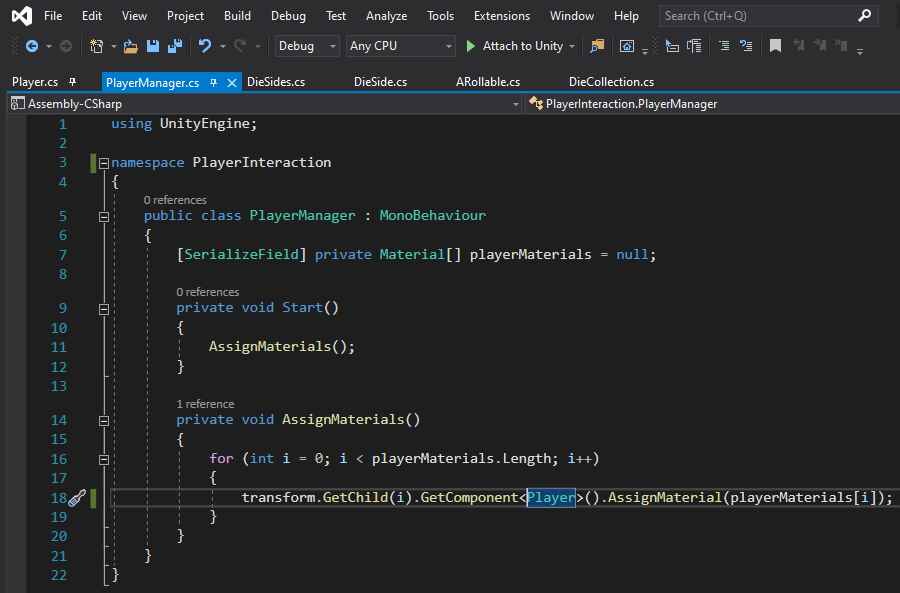 File Edit View Project Build Debug Test Analyze Tools Extensions Window Help Search (Ctrl+Q)
Debug Any CPU Attach to Unity
Player.cs PlayerManager.cs DieSides.cs DieSide.cs ARollable.cs DieCollection.cs
Assembly-CSharp PlayerInteraction.PlayerManager
1 using UnityEngine;
2
3 namespace PlayerInteraction
4 {
0 references
5 public class PlayerManager : MonoBehaviour
6 {
7 [SerializeField] private Material[] playerMaterials = null;
8
0 references
9 private void Start()
10 {
11 AssignMaterials();
12 }
13
1 reference
14 private void AssignMaterials()
15 {
16 for (int i = 0; i < playerMaterials.Length; i++)
17 {
18 transform.GetChild(i).GetComponent<Player>().AssignMaterial(playerMaterials[i]);
19 }
20 }
21 }
22 }